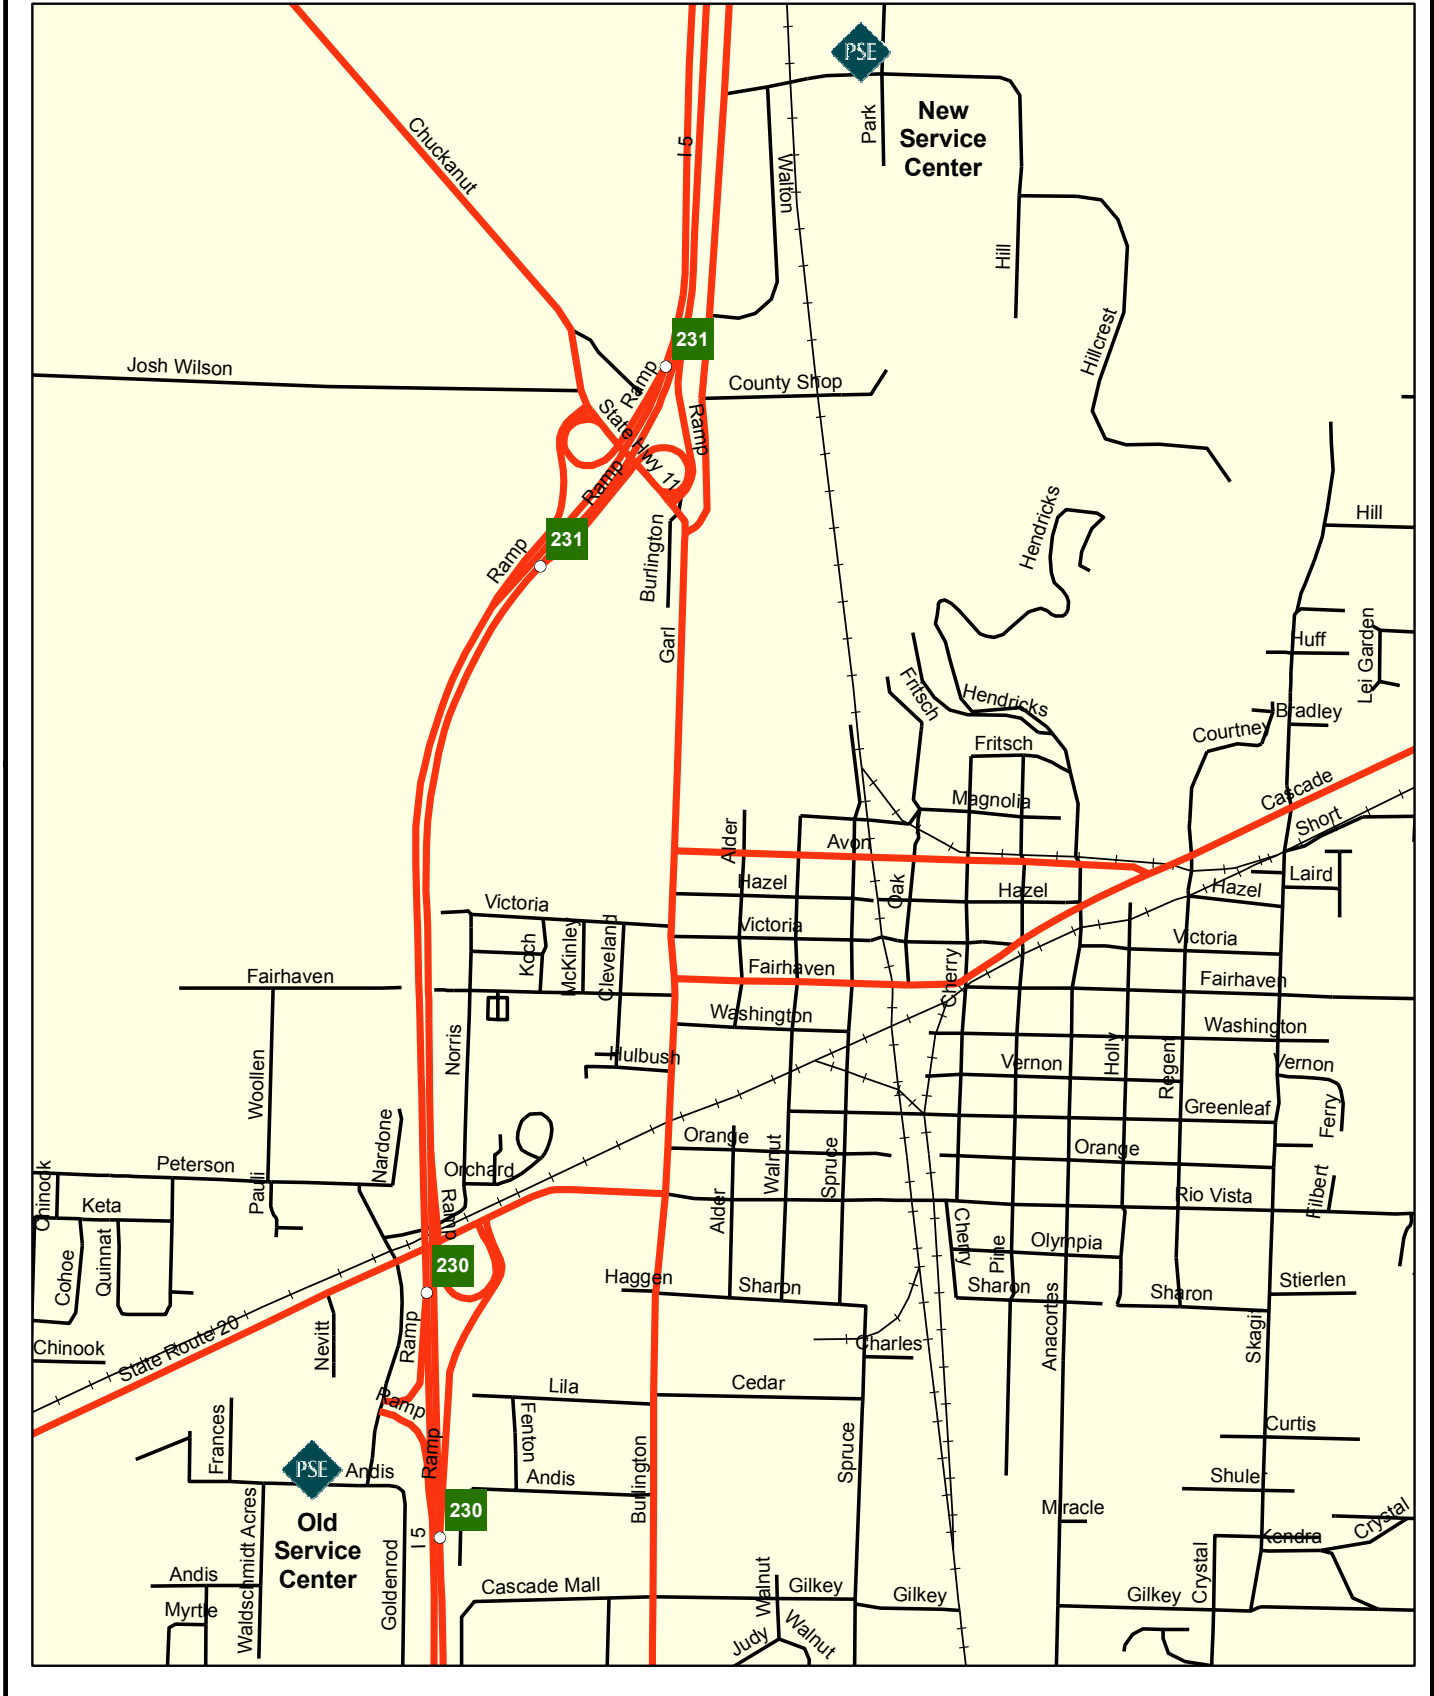 PSE
New
Service
Center
Park
Chuckanut
I 5
Walton
Hill
Hillcrest
231
Josh Wilson
Ramp
County Shop
State Hwy 11
Ramp
Ramp
Hendricks
Hill
231
Ramp
Burlington
Garl
Huff
Lei Garden
Fritsch
Hendricks
Bradley
Courtney
Fritsch
Cascade
Magnolia
Short
Alder
Avon
Hazel
Oak
Hazel
Hazel
Laird
Victoria
Koch
McKinley
Cleveland
Victoria
Victoria
Fairhaven
Fairhaven
Cherry
Fairhaven
Washington
Washington
Norris
Hulbush
Vernon
Holly
Regent
Vernon
Woollen
Greenleaf
Ferry
Nardone
Orange
Orange
Walnut
Spruce
Peterson
Orchard
Chinook
Pauli
Keta
Ramp
Alder
Rio Vista
Filbert
Quinnat
Cohoe
Cherry
Pine
Olympia
230
Haggen
Sharon
Sharon
Sharon
Stierlen
State Route 20
Nevitt
Ramp
Anacortes
Skagit
Chinook
Charles
Lila
Cedar
Ramp
Frances
Fenton
Ramp
Burlington
Spruce
Curtis
PSE
Andis
Andis
Shuler
Waldschmidt Acres
Old
Service
Center
230
I 5
Miracle
Kendra
Crystal
Goldenrod
Crystal
Andis
Cascade Mall
Walnut
Gilkey
Gilkey
Gilkey
Myrtle
Judy
Walnut